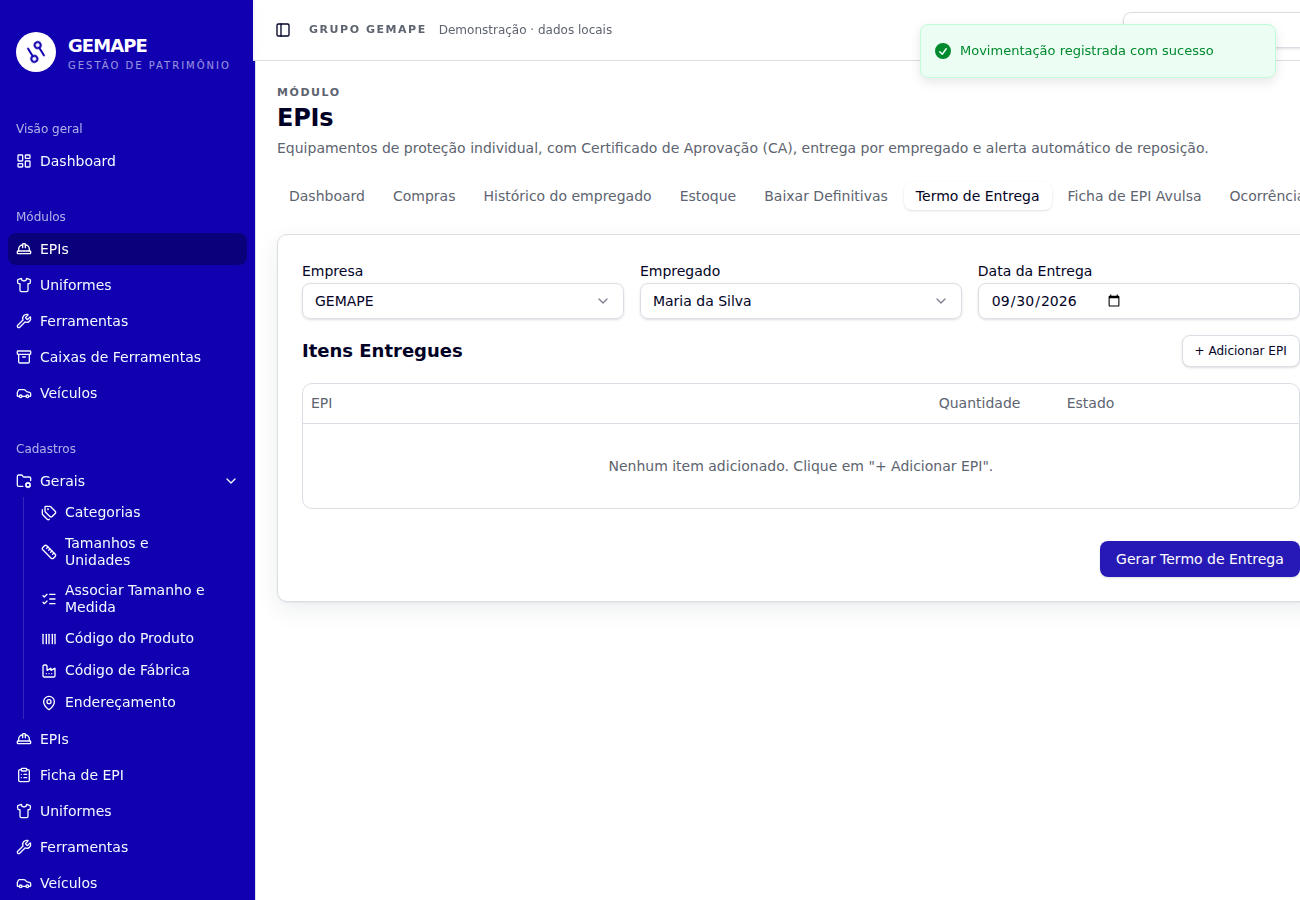 GEMAPE
GESTÃO DE PATRIMÔNIO
Visão geral
Dashboard
Módulos
EPIs
Uniformes
Ferramentas
Caixas de Ferramentas
Veículos
Cadastros
Gerais
Categorias
Tamanhos e
Unidades
Associar Tamanho e
Medida
Código do Produto
Código de Fábrica
Endereçamento
EPIs
Ficha de EPI
Uniformes
Ferramentas
Veículos
GRUPO GEMAPE Demonstração · dados locais
Movimentação registrada com sucesso
MÓDULO
EPIs
Equipamentos de proteção individual, com Certificado de Aprovação (CA), entrega por empregado e alerta automático de reposição.
Dashboard Compras Histórico do empregado Estoque Baixar Definitivas Termo de Entrega Ficha de EPI Avulsa Ocorrência
Empresa Empregado Data da Entrega
GEMAPE Maria da Silva 09/30/2026
Itens Entregues + Adicionar EPI
EPI Quantidade Estado
Nenhum item adicionado. Clique em "+ Adicionar EPI".
Gerar Termo de Entrega